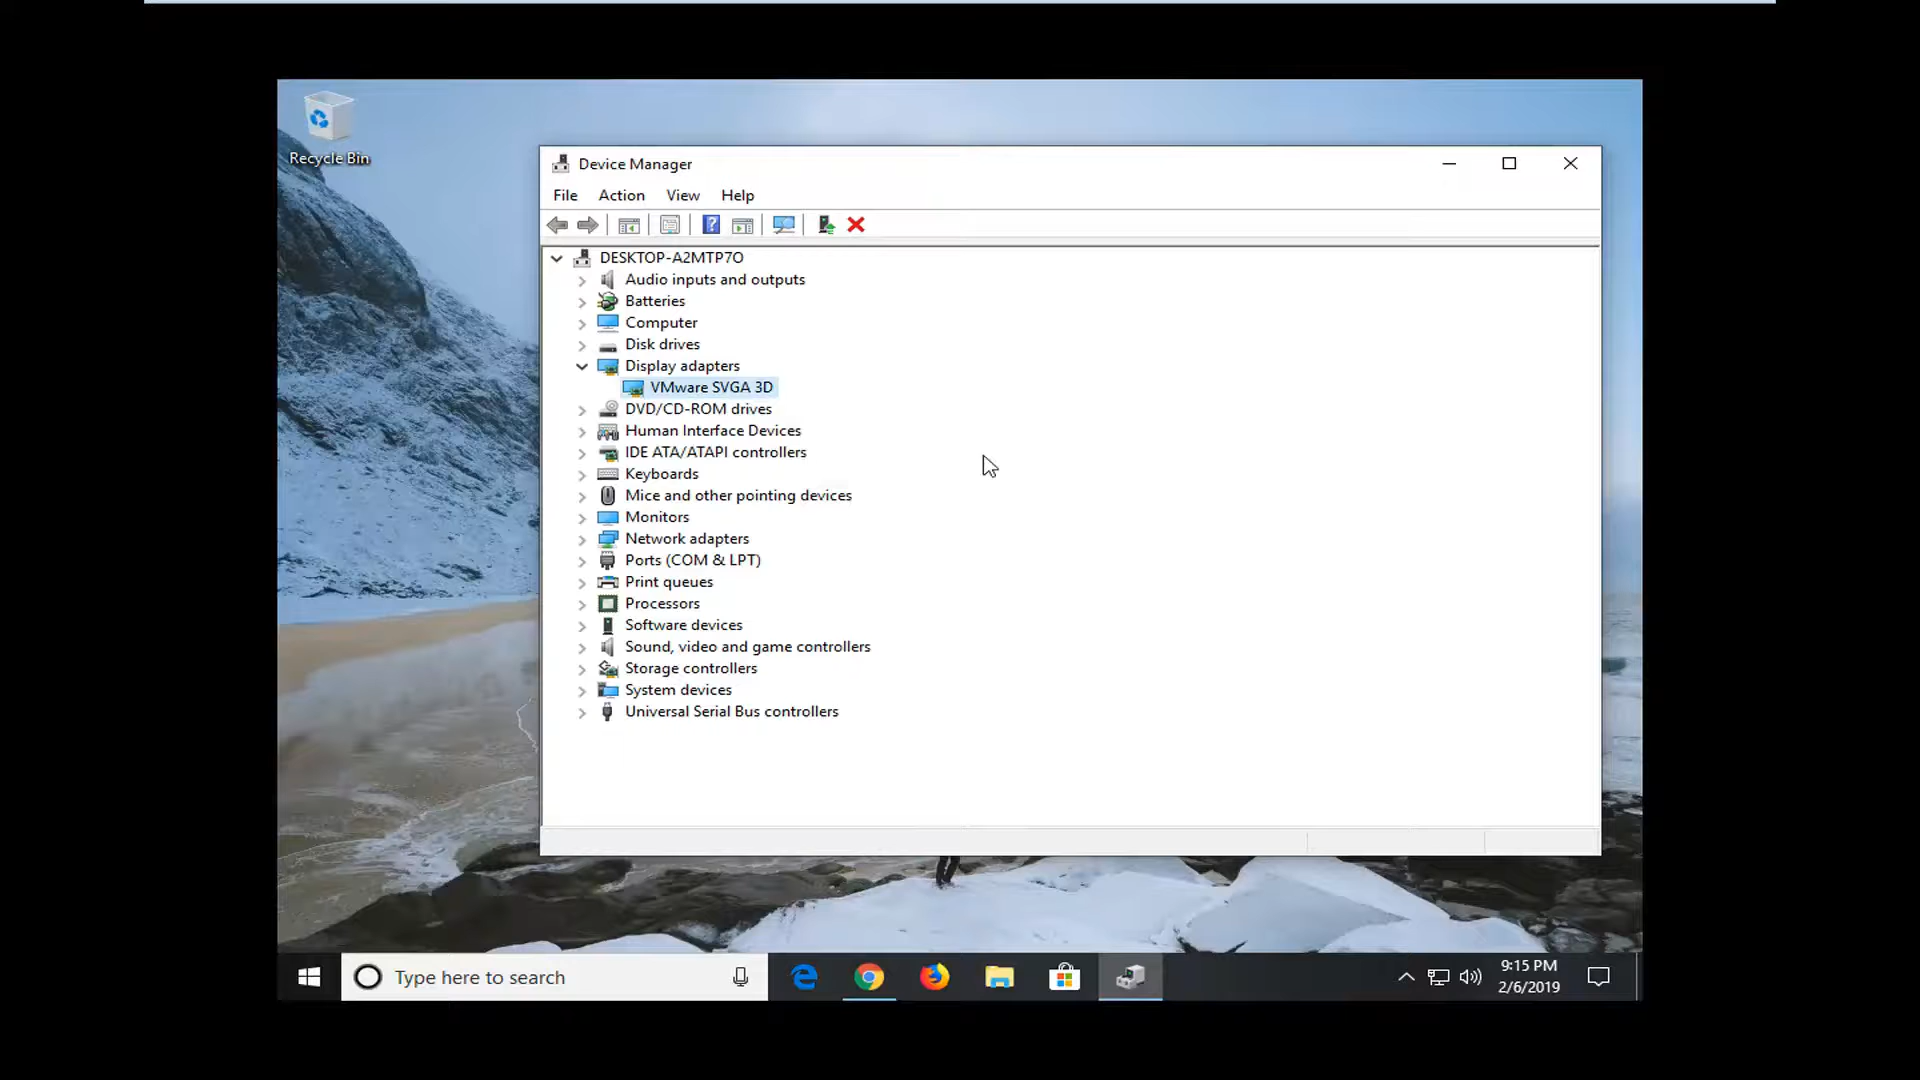 Recycle Bin
Device Manager
File Action View Help
DESKTOP-A2MTP7O
Audio inputs and outputs
Batteries
Computer
Disk drives
Display adapters
VMware SVGA 3D
DVD/CD-ROM drives
Human Interface Devices
IDE ATA/ATAPI controllers
Keyboards
Mice and other pointing devices
Monitors
Network adapters
Ports (COM & LPT)
Print queues
Processors
Software devices
Sound, video and game controllers
Storage controllers
System devices
Universal Serial Bus controllers
Type here to search
9:15 PM
2/6/2019